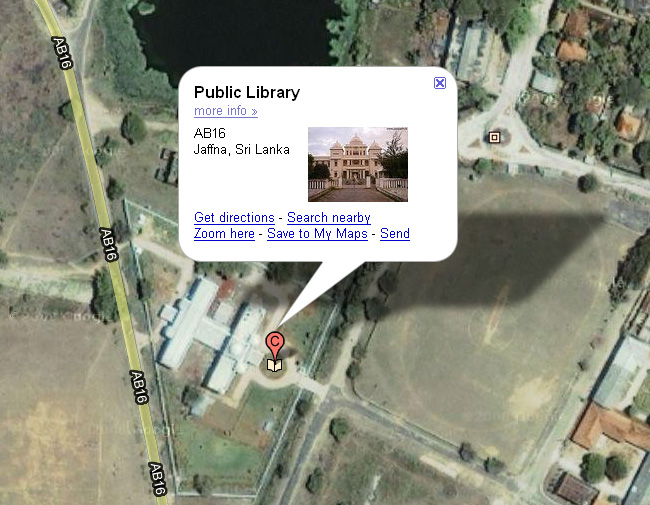 AB16
Public Library
more info »
AB16
Jaffna, Sri Lanka
Get directions - Search nearby
Zoom here - Save to My Maps - Send
AB16
C
AB16
AB16